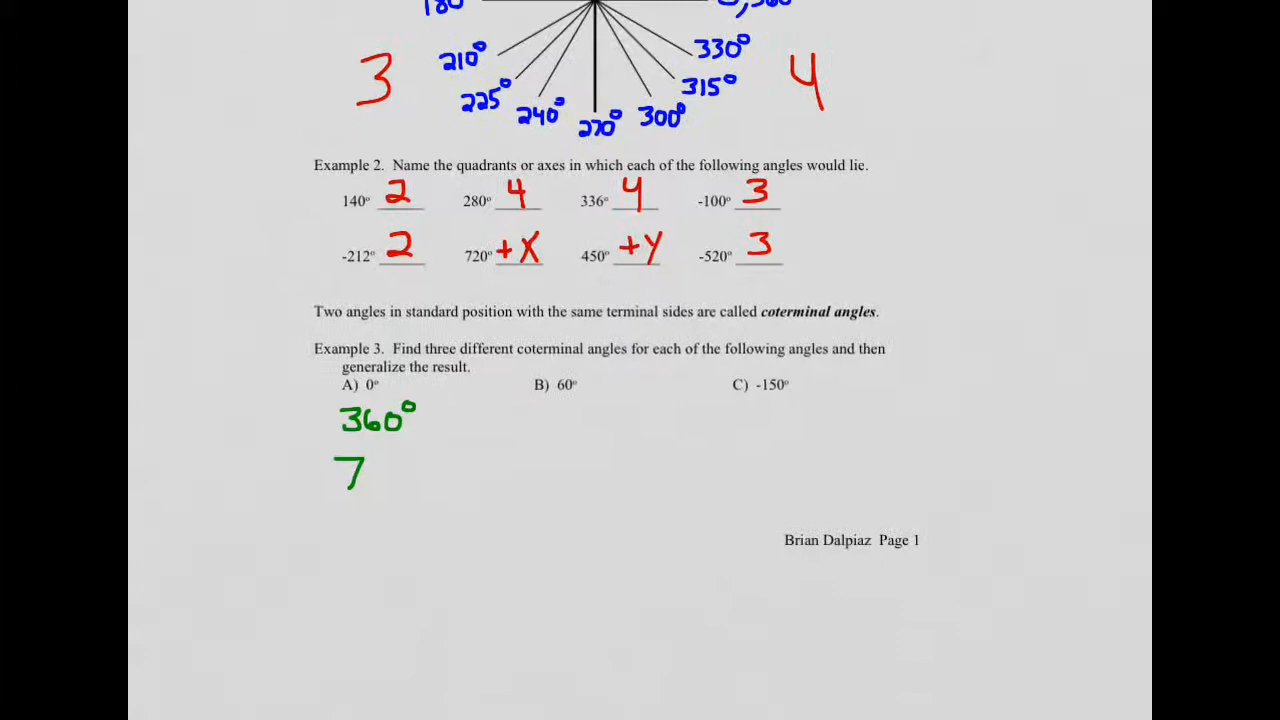 180
0,360
210°
330°
3
4
225°
315°
240°
300°
270°
Example 2. Name the quadrants or axes in which each of the following angles would lie.
140° 2 280° 4 336° 4 -100° 3
-212° 2 720° +X 450° +Y -520° 3
Two angles in standard position with the same terminal sides are called coterminal angles.
Example 3. Find three different coterminal angles for each of the following angles and then
generalize the result.
A) 0° B) 60° C) -150°
360°
7
Brian Dalpiaz Page 1